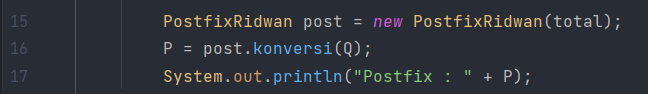 15 PostfixRidwan post = new PostfixRidwan(total);
16 P = post.konversi(Q);
17 System.out.println("Postfix : " + P);